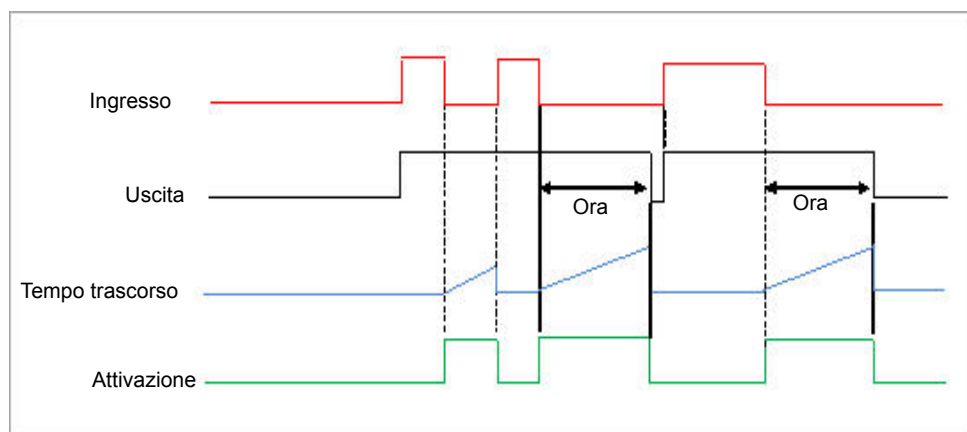 Ingresso
Uscita
Ora
Ora
Tempo trascorso
Attivazione